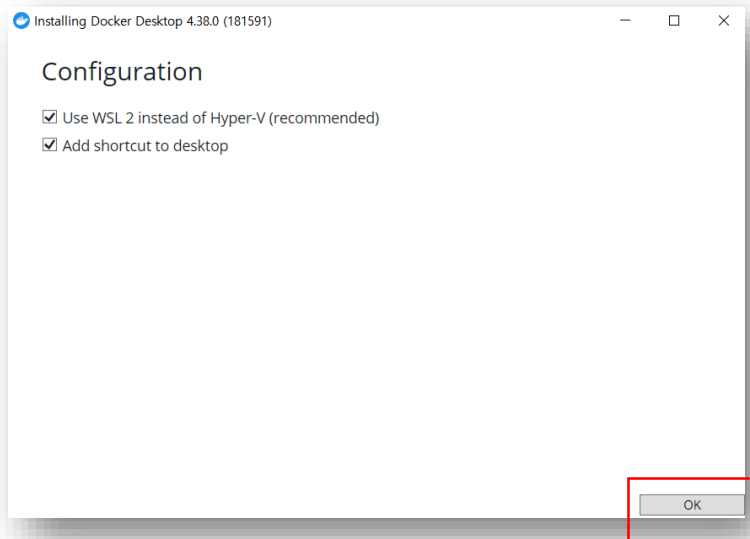 Installing Docker Desktop 4.38.0 (181591)
Configuration
Use WSL 2 instead of Hyper-V (recommended)
Add shortcut to desktop
OK